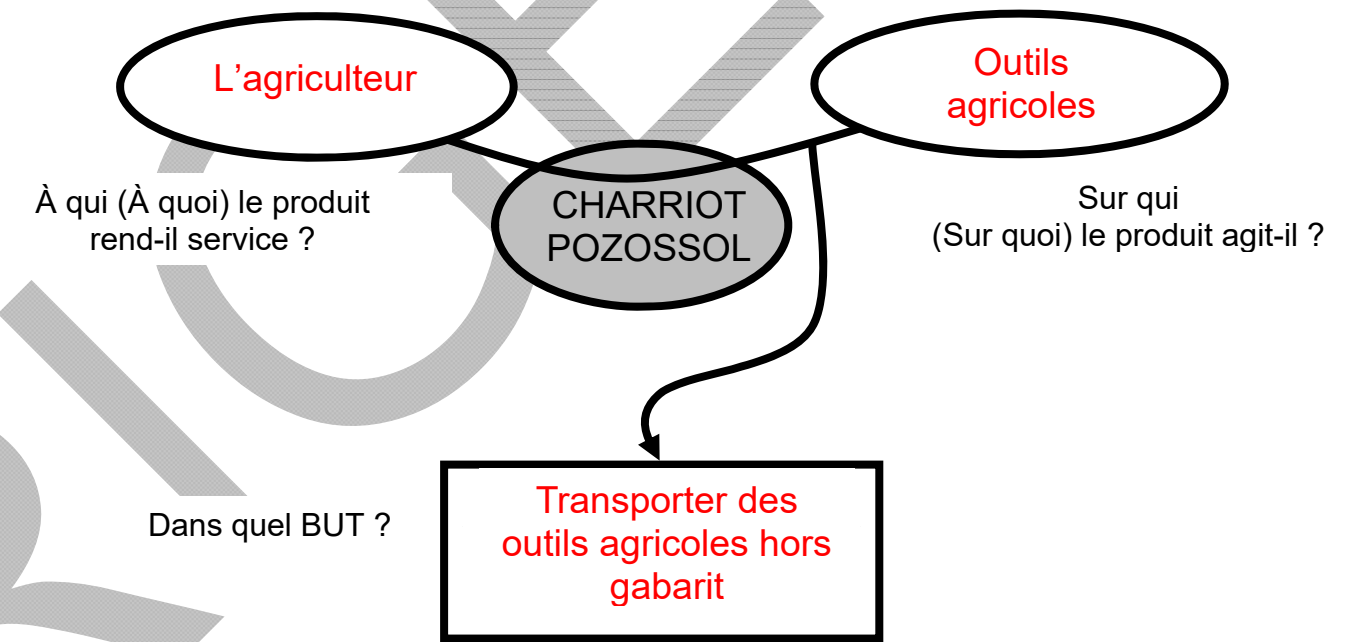 L'agriculteur
Outils
agricoles
CHARRIOT
POZOSSOL
À qui (À quoi) le produit
rend-il service ?
Sur qui
(Sur quoi) le produit agit-il ?
Dans quel BUT ?
Transporter des
outils agricoles hors
gabarit